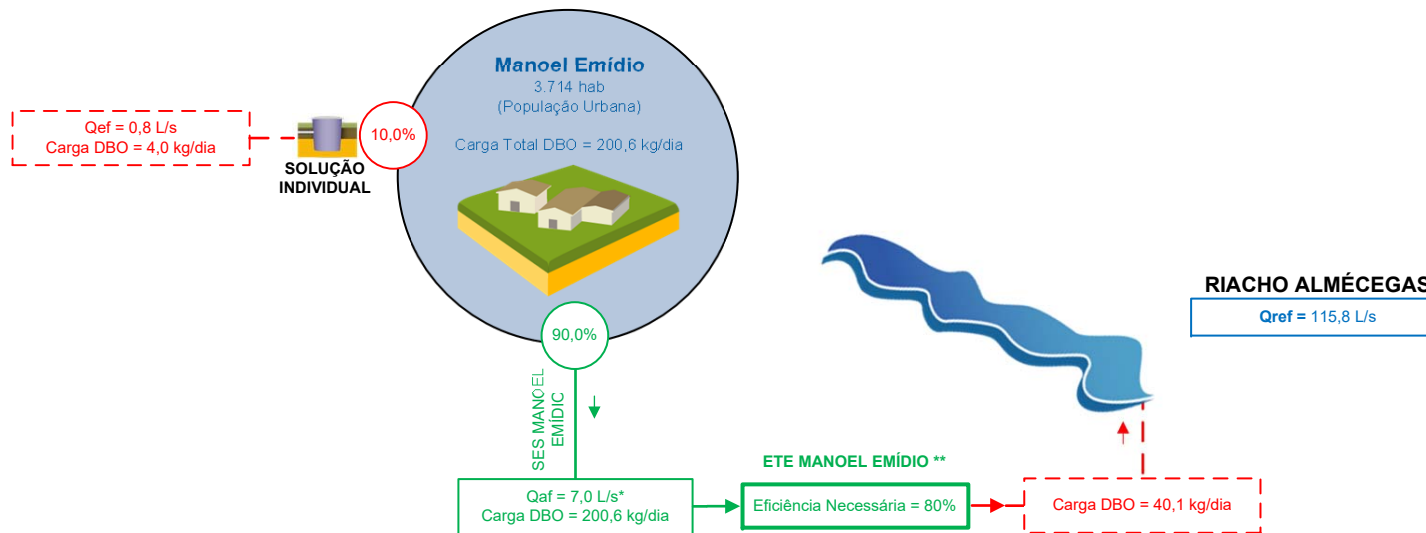 Manoel Emídio
3.714 hab
(População Urbana)
Carga Total DBO = 200,6 kg/dia
Qef = 0,8 L/s
Carga DBO = 4,0 kg/dia
10,0%
SOLUÇÃO
INDIVIDUAL
90,0%
SES MANOEL
EMÍDIC
RIACHO ALMÉCEGAS
Qref = 115,8 L/s
ETE MANOEL EMÍDIO **
Qaf = 7,0 L/s*
Carga DBO = 200,6 kg/dia
Eficiência Necessária = 80%
Carga DBO = 40,1 kg/dia